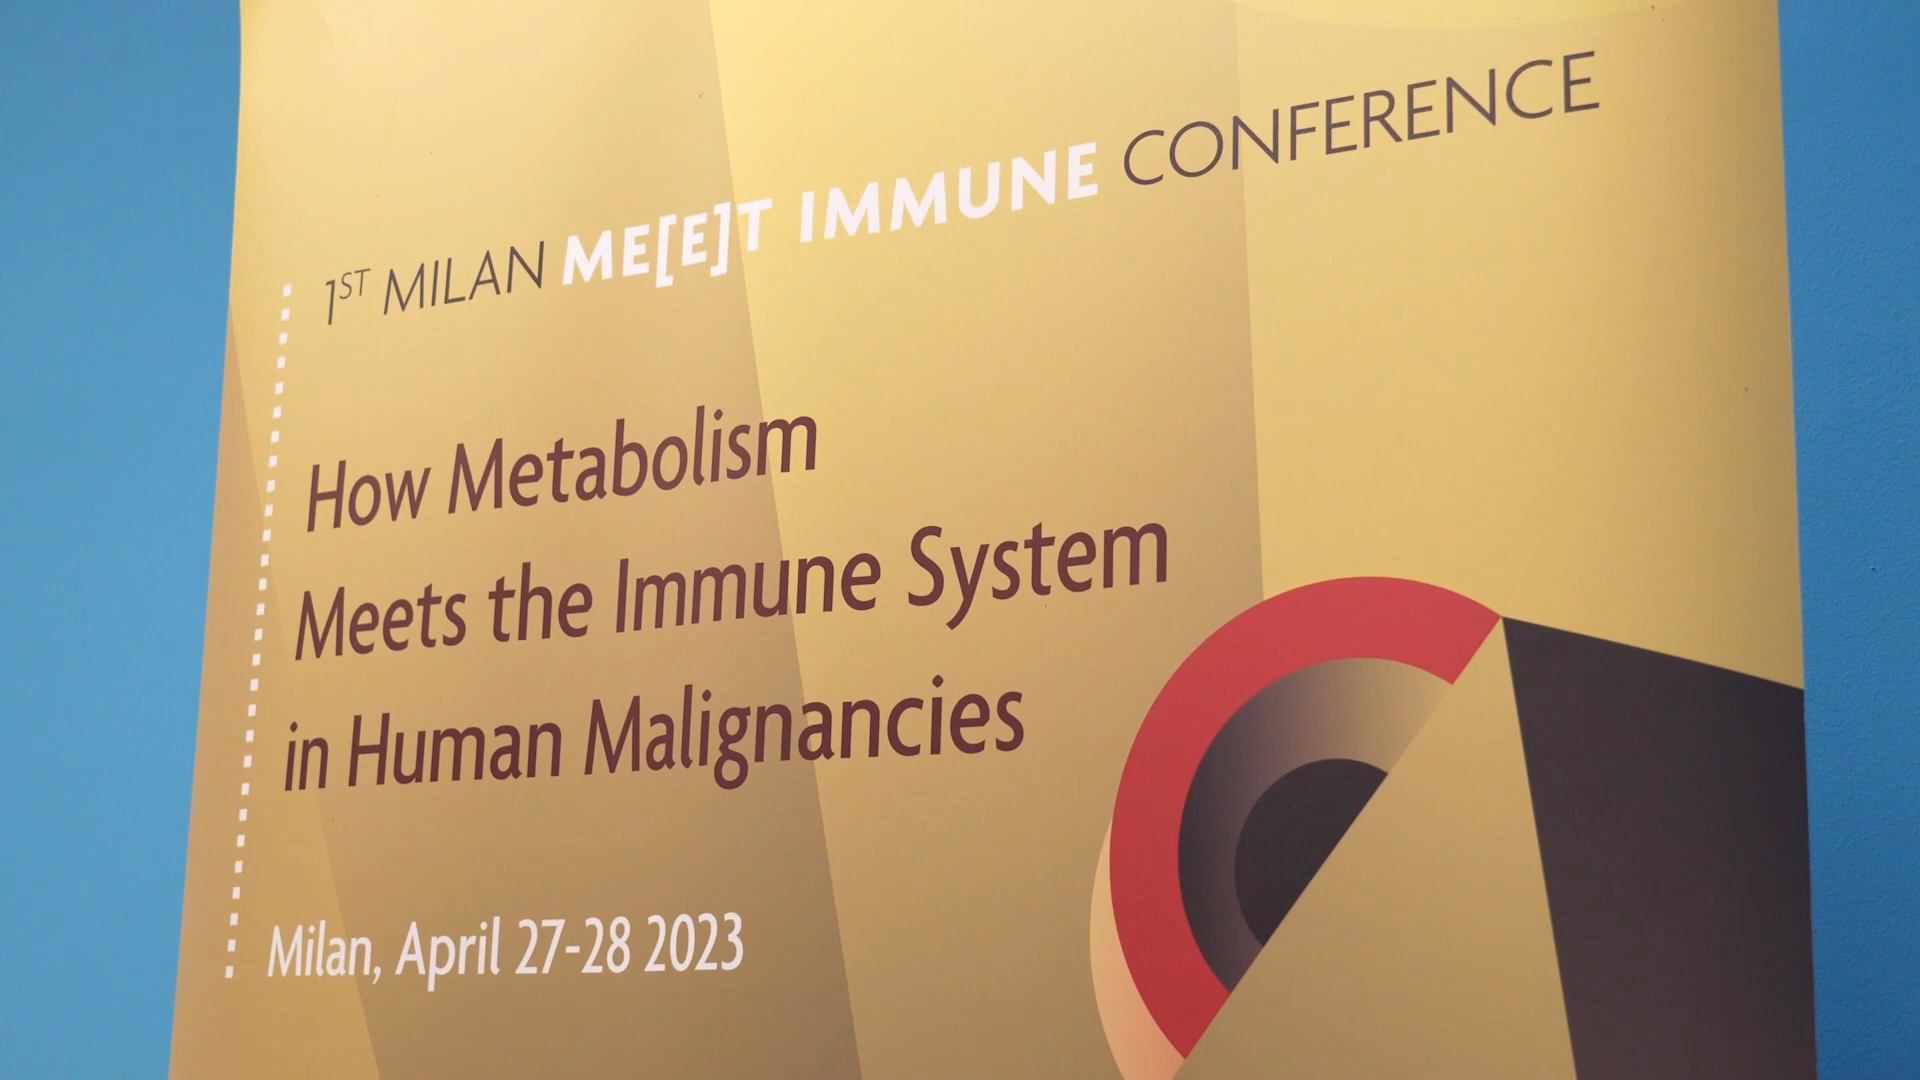 1ST MILAN ME[E]T IMMUNE CONFERENCE
How Metabolism
Meets the Immune System
in Human Malignancies
Milan, April 27-28 2023